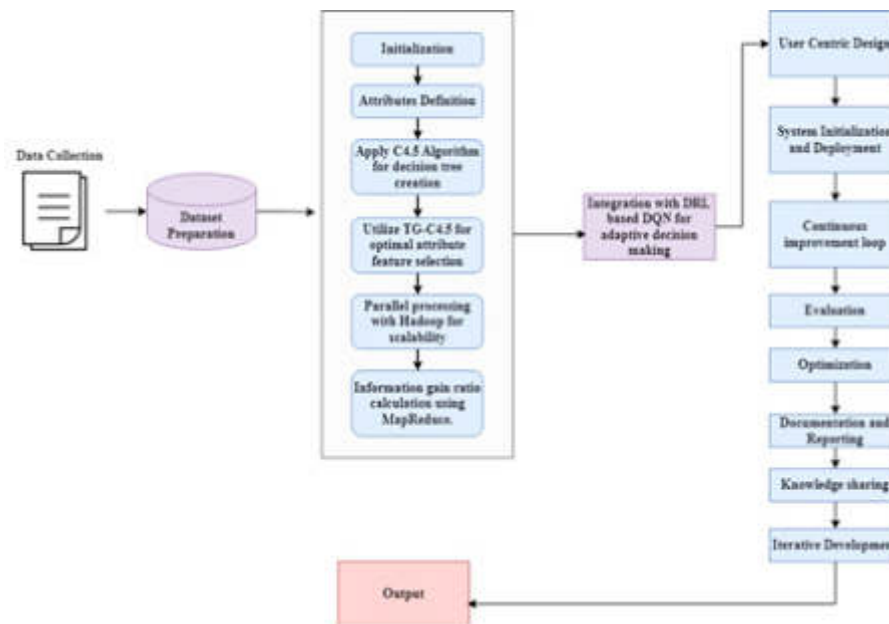 Data Collection
Dataset
Preparation
Initialization
Attributes Definition
Apply C4.5 Algorithm
for decision tree
creation
Utilize TG-C4.5 for
optimal attribute
feature selection
Parallel processing
with Hadoop for
scalability
Information gain ratio
calculation using
MapReduce.
Integration with DRL
based DQN for
adaptive decision
making
User Centric Design
System Initialization
and Deployment
Continuous
improvement loop
Evaluation
Optimization
Documentation and
Reporting
Knowledge sharing
Iterative Developmen
Output